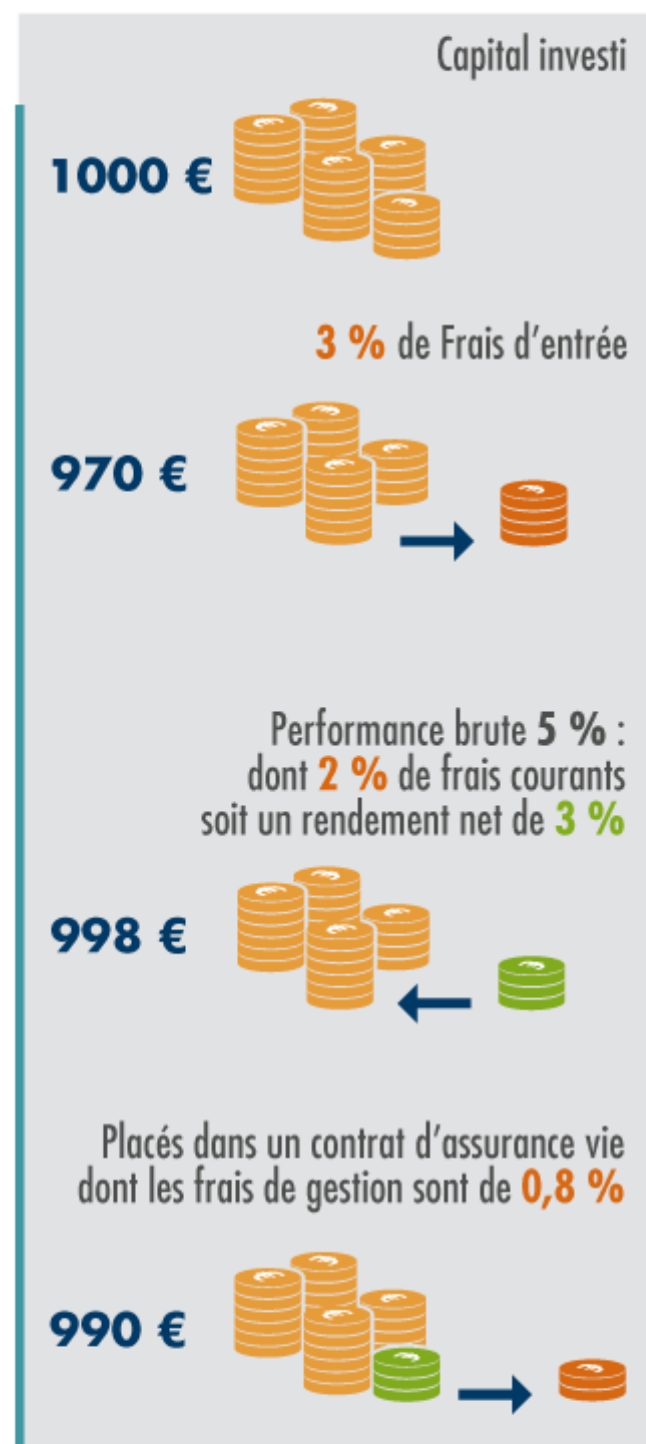 Capital investi
1000 €
3 % de Frais d'entrée
970 €
Performance brute 5 % :
dont 2 % de frais courants
soit un rendement net de 3 %
998 €
Placés dans un contrat d'assurance vie
dont les frais de gestion sont de 0,8 %
990 €